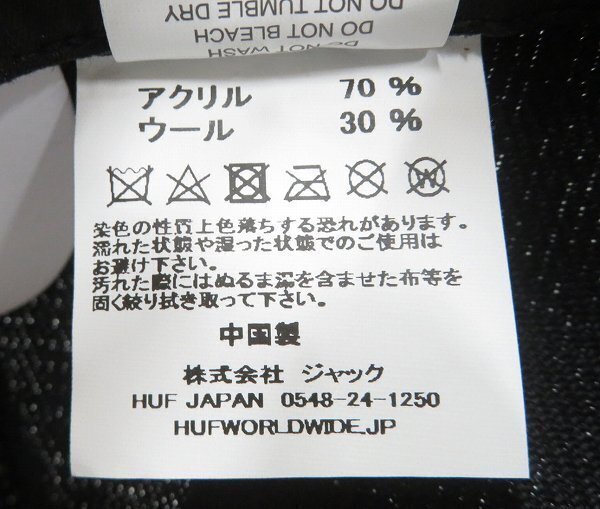 DO NOT TUMBLE DRY
DO NOT BLEACH
DO NOT WASH
アクリル 70 %
ウール 30 %
染色の性質上色落ちする恐れがあります。
濡れた状態や湿った状態でのご使用は
お避け下さい。
汚れた際にはぬるま湯を含ませた布等を
固く絞り拭き取って下さい。
中国製
株式会社 ジャック
HUF JAPAN 0548-24-1250
HUFWORLDWIDE.JP